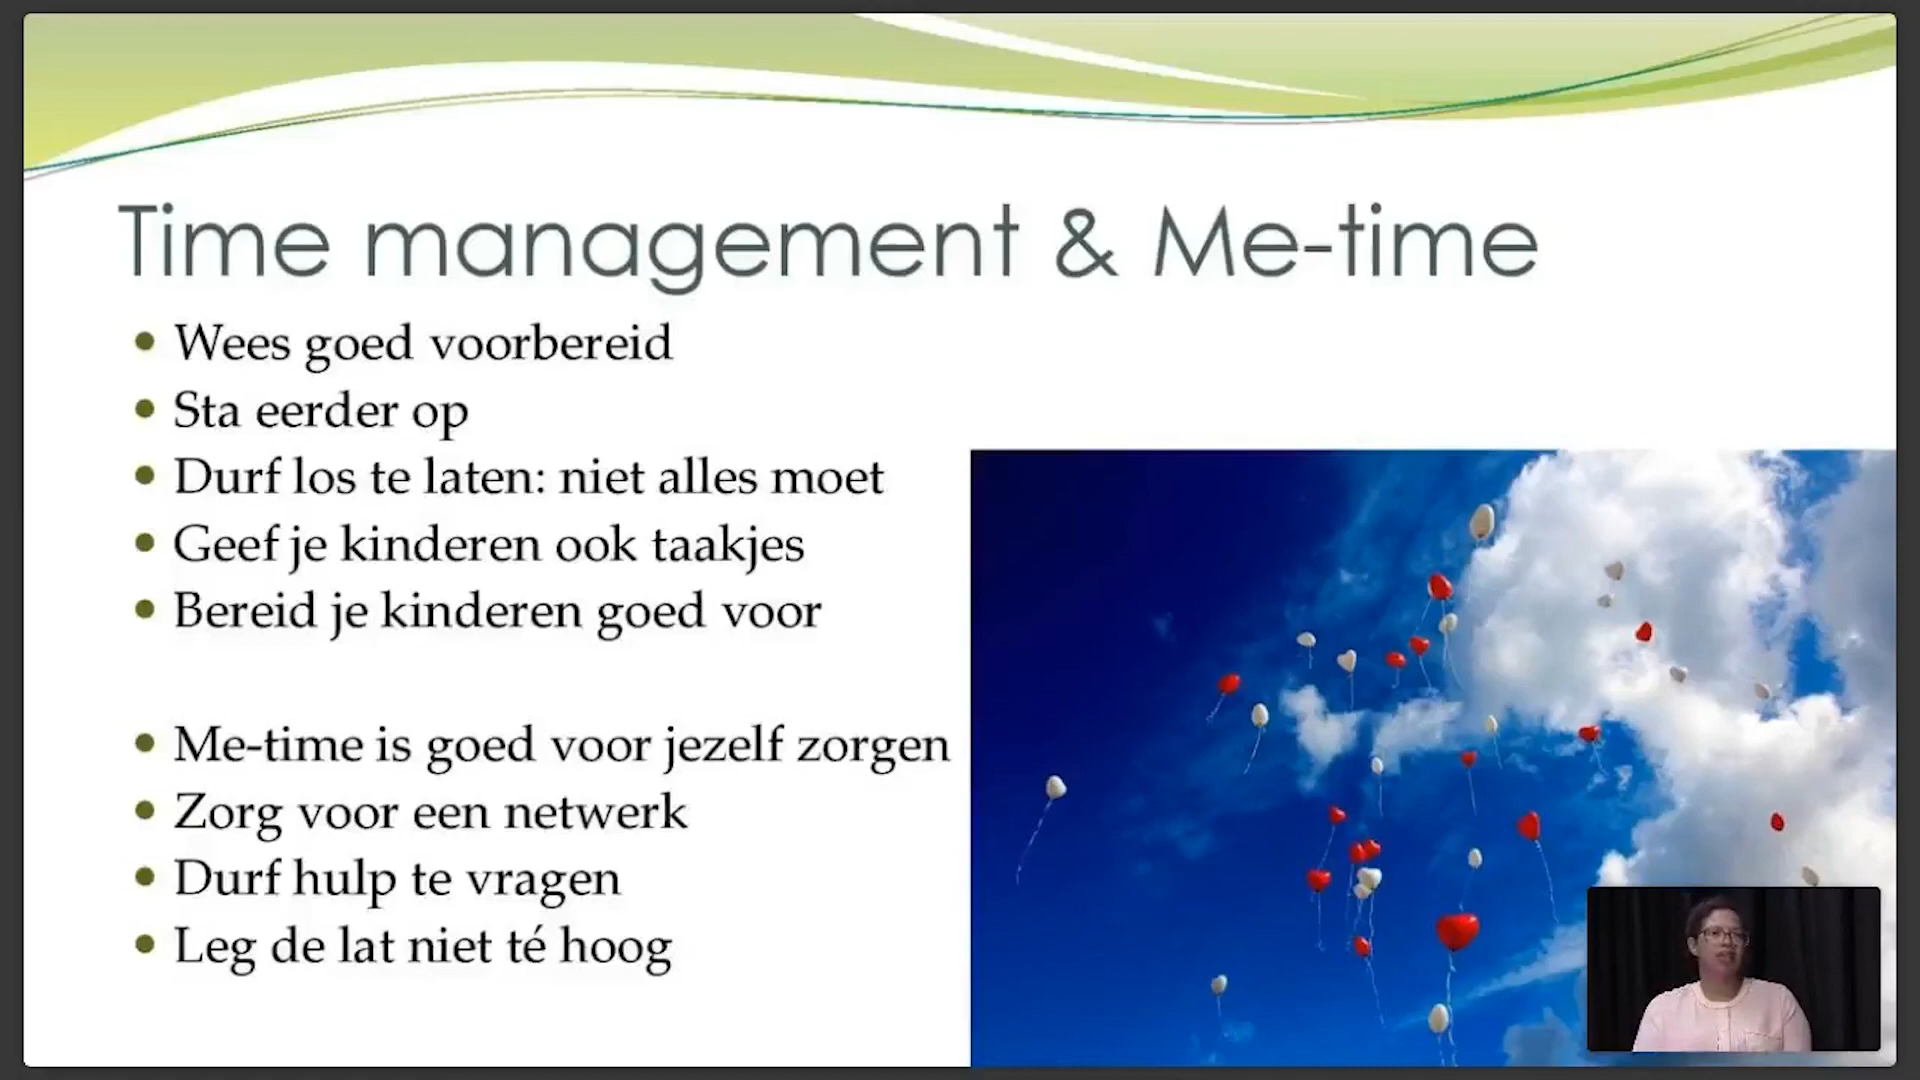 Time management & Me-time
Wees goed voorbereid
Sta eerder op
Durf los te laten: niet alles moet
Geef je kinderen ook taakjes
Bereid je kinderen goed voor
Me-time is goed voor jezelf zorgen
Zorg voor een netwerk
Durf hulp te vragen
Leg de lat niet té hoog